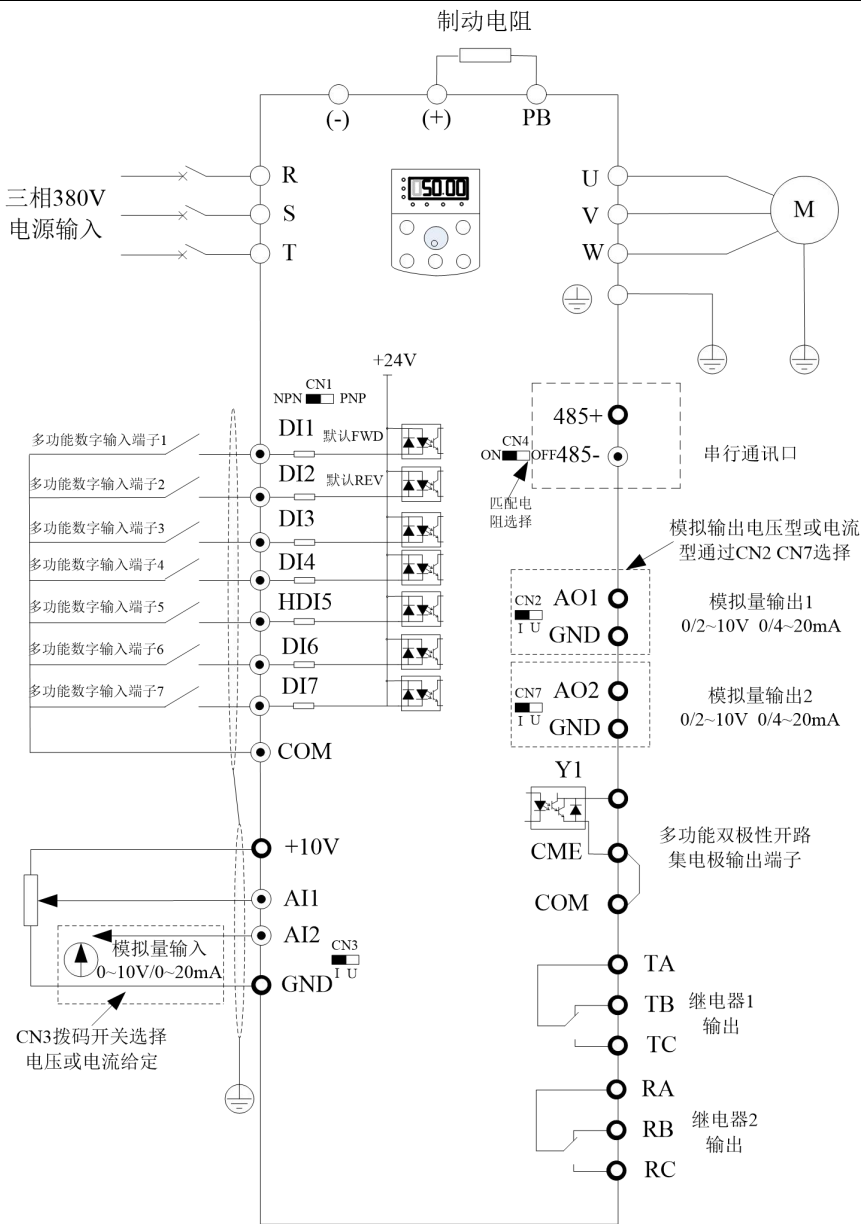 制动电阻
(-)
(+)
PB
三相380V
电源输入
R
S
T
50.00
U
V
W
M
+24V
CN1
NPN
PNP
多功能数字输入端子1
DI1
默认FWD
多功能数字输入端子2
DI2
默认REV
多功能数字输入端子3
DI3
多功能数字输入端子4
DI4
多功能数字输入端子5
HDI5
多功能数字输入端子6
DI6
多功能数字输入端子7
DI7
COM
485+
CN4
ON
OFF
485-
串行通讯口
匹配电
阻选择
模拟输出电压型或电流
型通过CN2 CN7选择
CN2
I U
AO1
GND
模拟量输出1
0/2~10V 0/4~20mA
CN7
I U
AO2
GND
模拟量输出2
0/2~10V 0/4~20mA
Y1
CME
COM
多功能双极性开路
集电极输出端子
+10V
AI1
AI2
CN3
I U
GND
模拟量输入
0~10V/0~20mA
CN3拨码开关选择
电压或电流给定
TA
TB
TC
继电器1
输出
RA
RB
RC
继电器2
输出